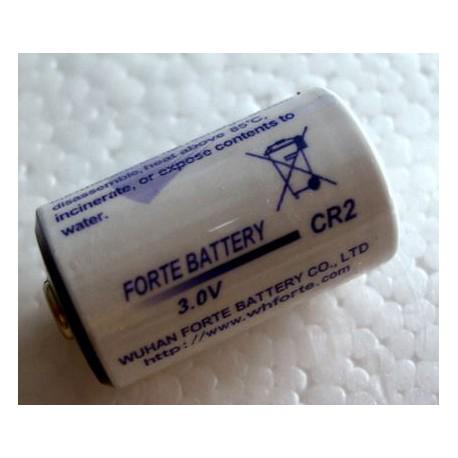 disassemble, heat above 85°C,
incinerate, or expose contents to
water.
FORTE BATTERY CR2
3.0V
WUHAN FORTE BATTERY CO., LTD
http://www.whforte.com